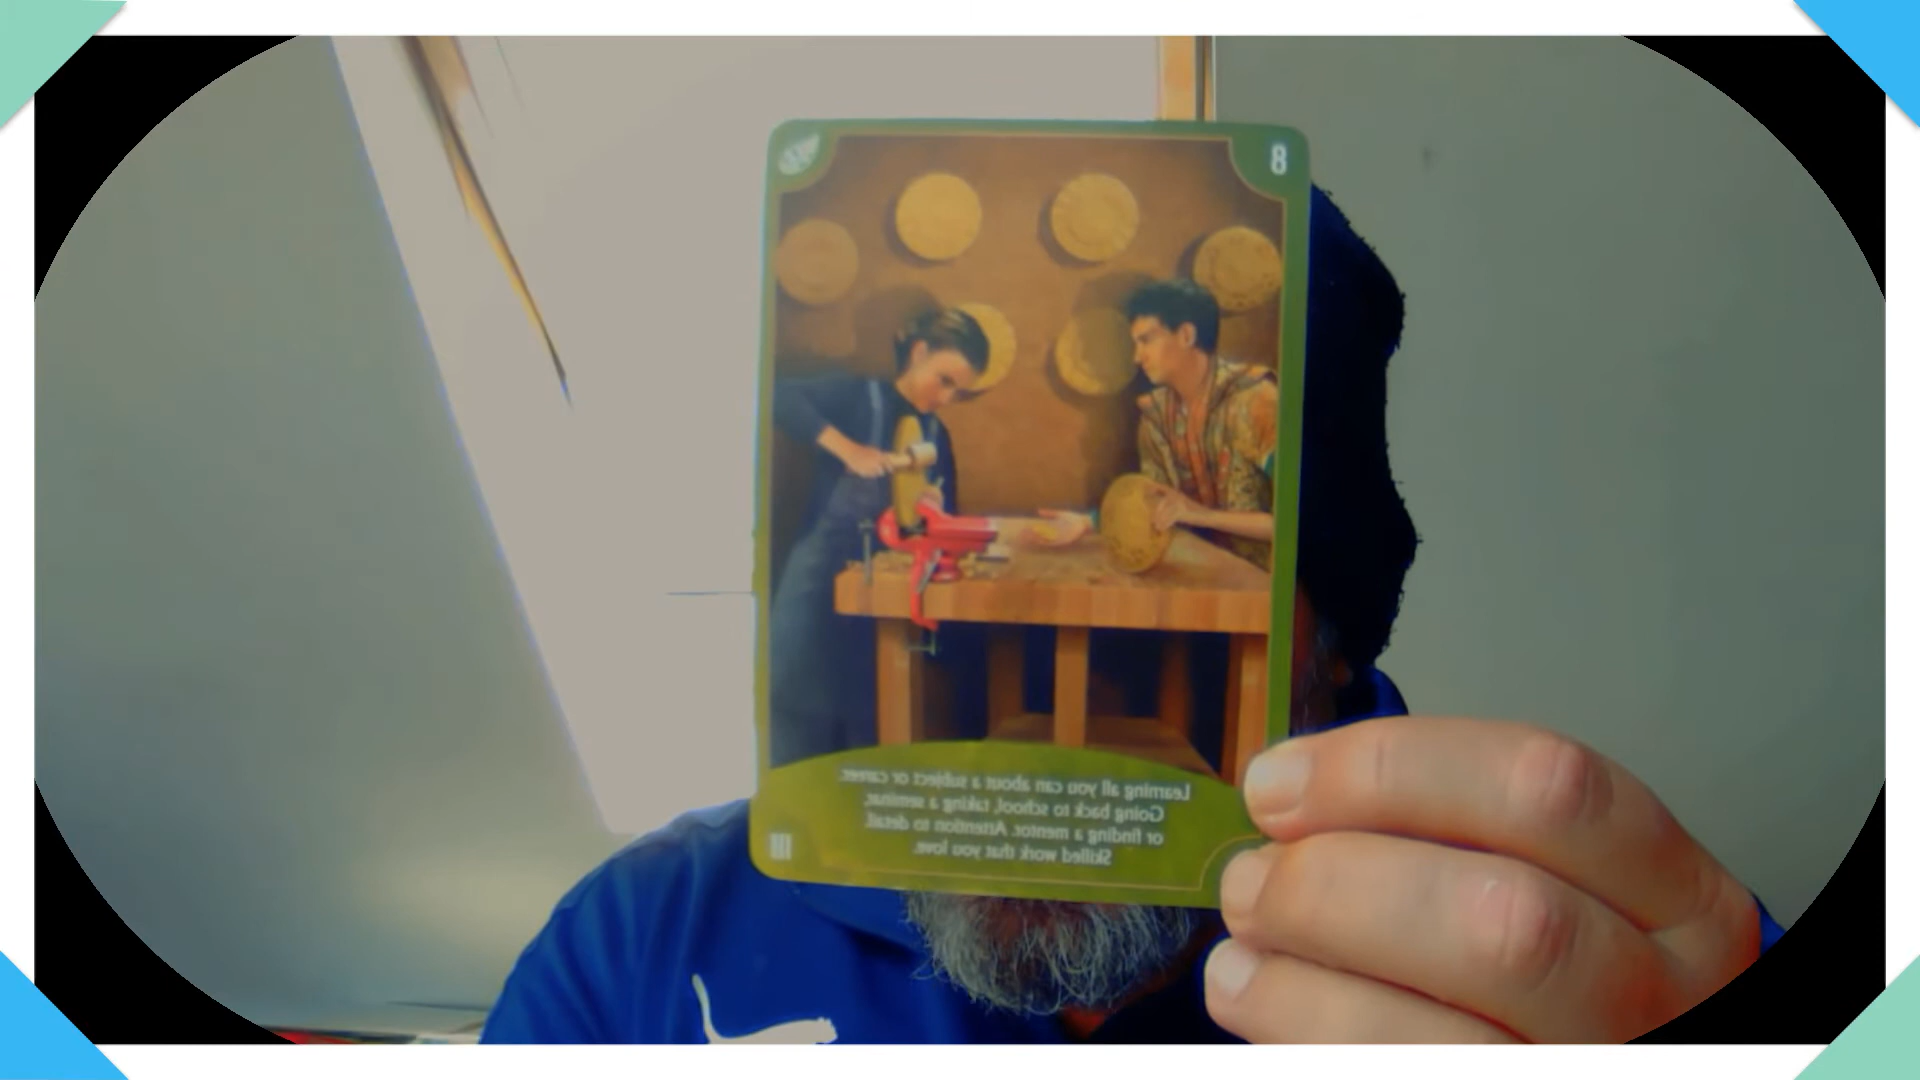 8
Learning all you can about a subject or career.
Going back to school, taking a seminar,
or finding a mentor. Attention to detail.
Skilled work that you love.